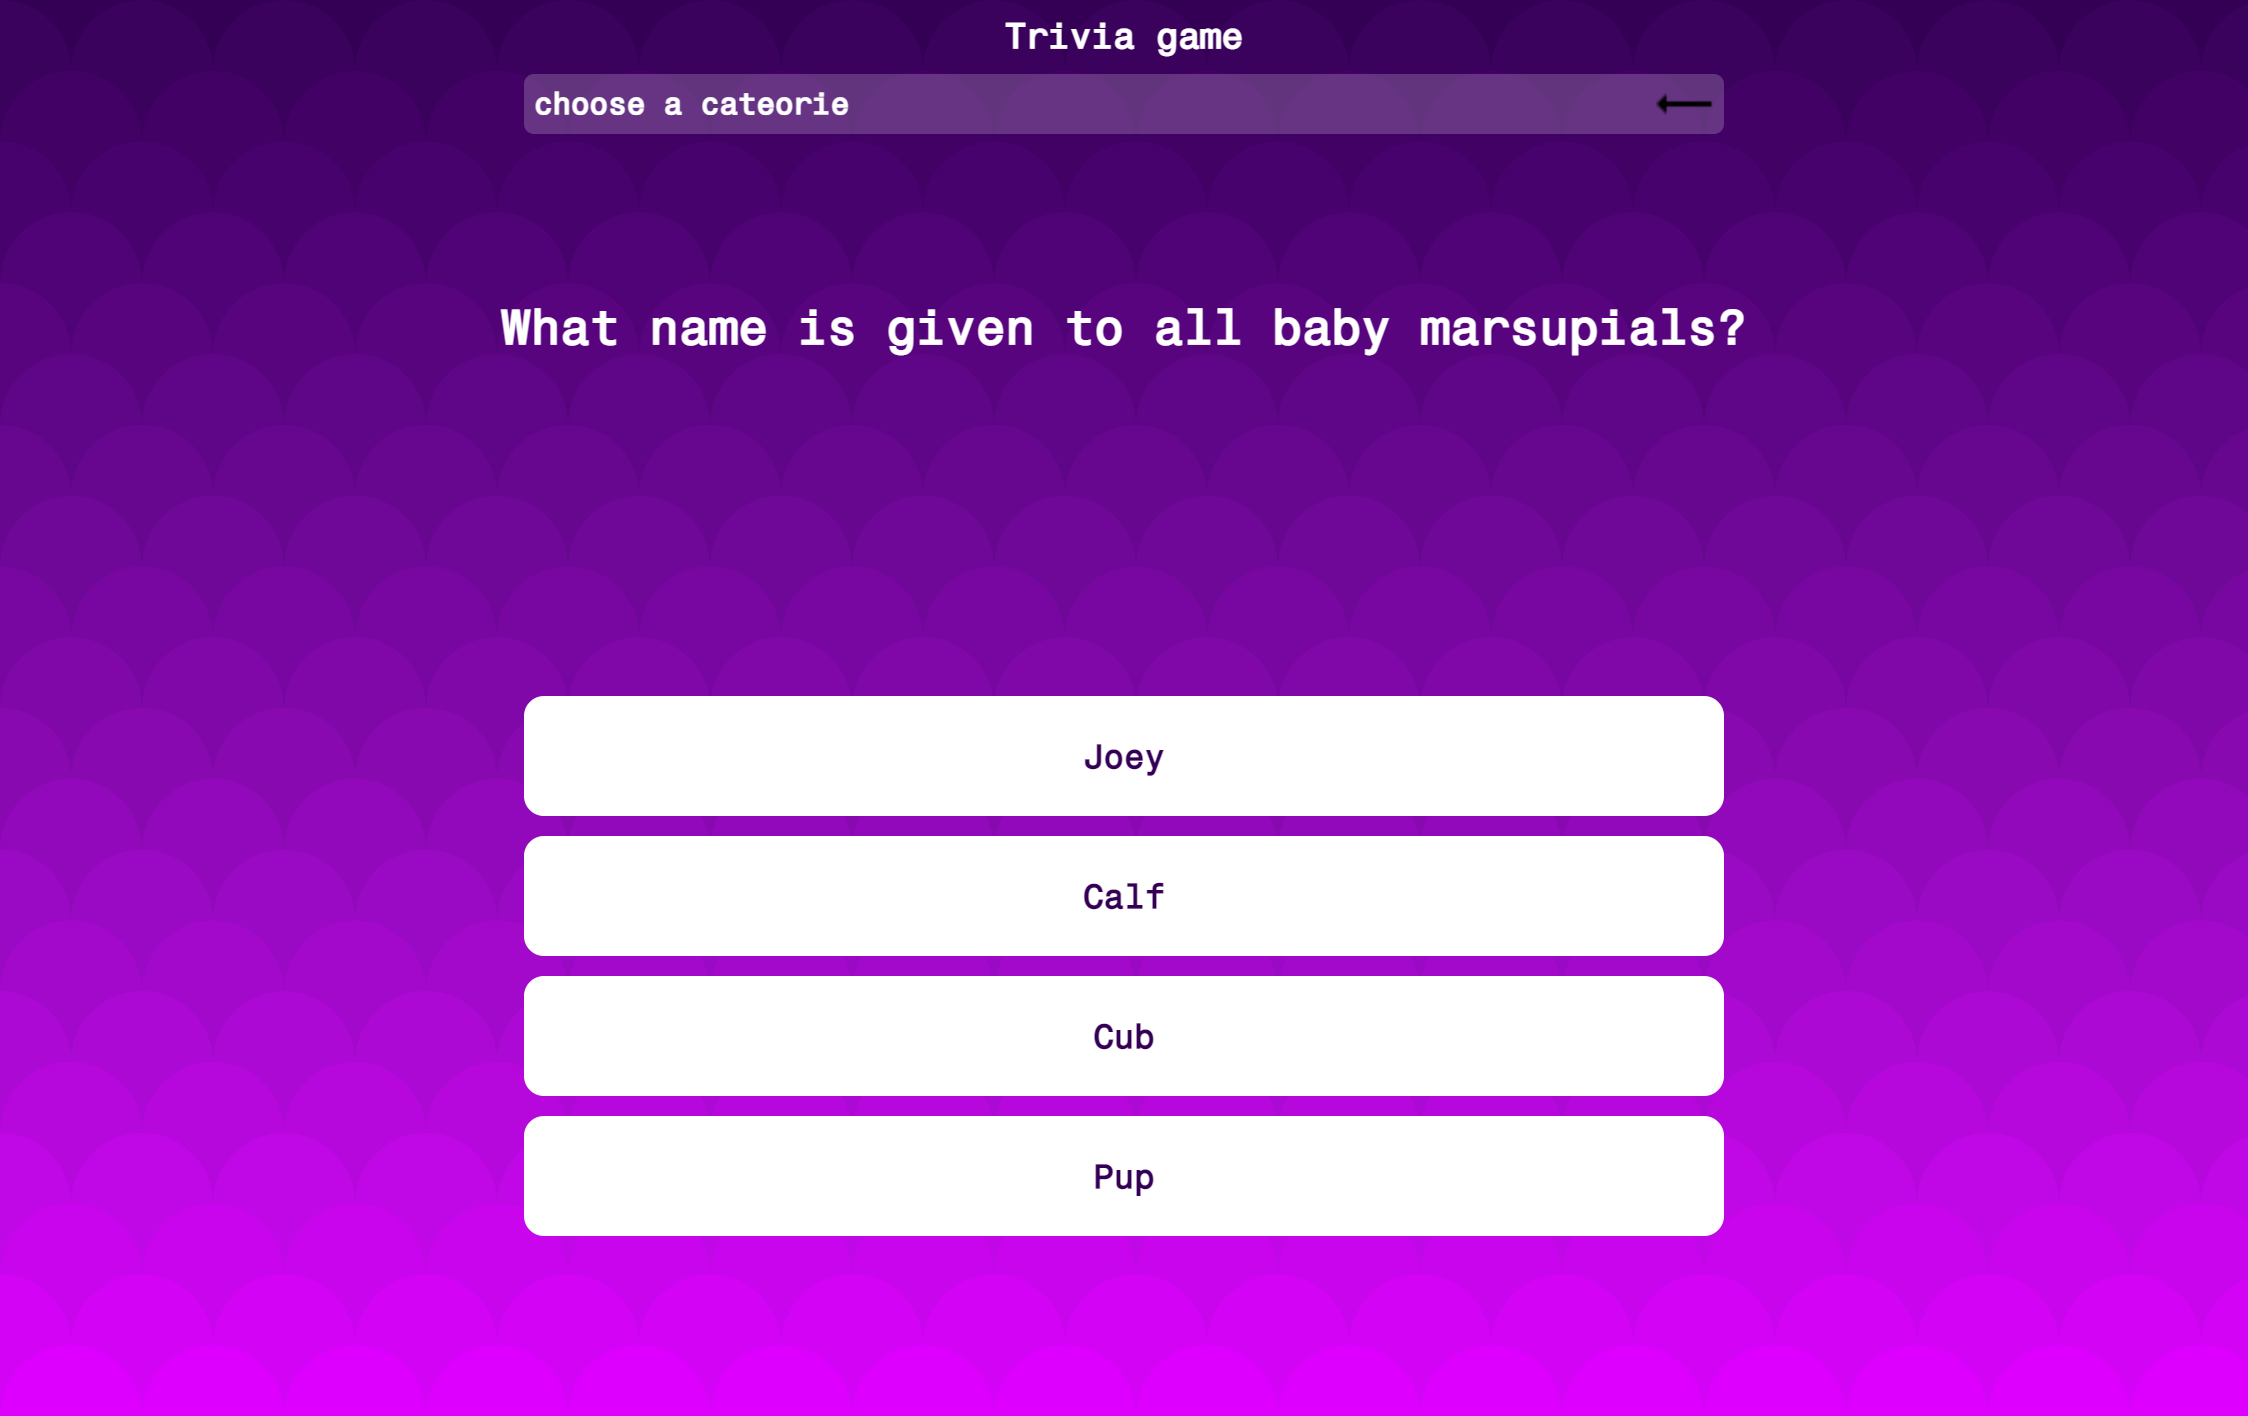 Trivia game
choose a cateorie
What name is given to all baby marsupials?
Joey
Calf
Cub
Pup